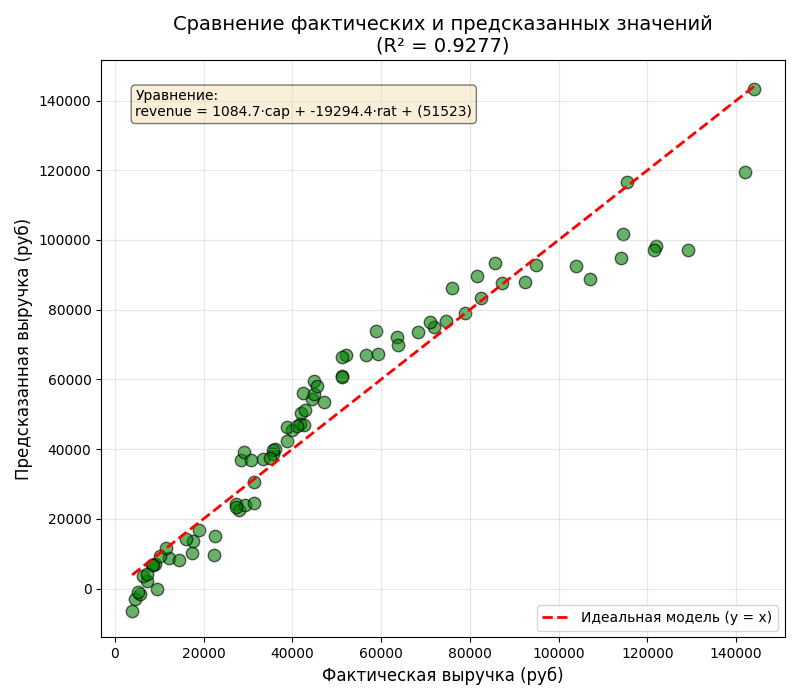 Сравнение фактических и предсказанных значений
(R² = 0.9277)
Уравнение:
revenue = 1084.7·cap + -19294.4·rat + (51523)
140000
120000
100000
80000
60000
40000
20000
0
Предсказанная выручка (руб)
Идеальная модель (y = x)
0 20000 40000 60000 80000 100000 120000 140000
Фактическая выручка (руб)